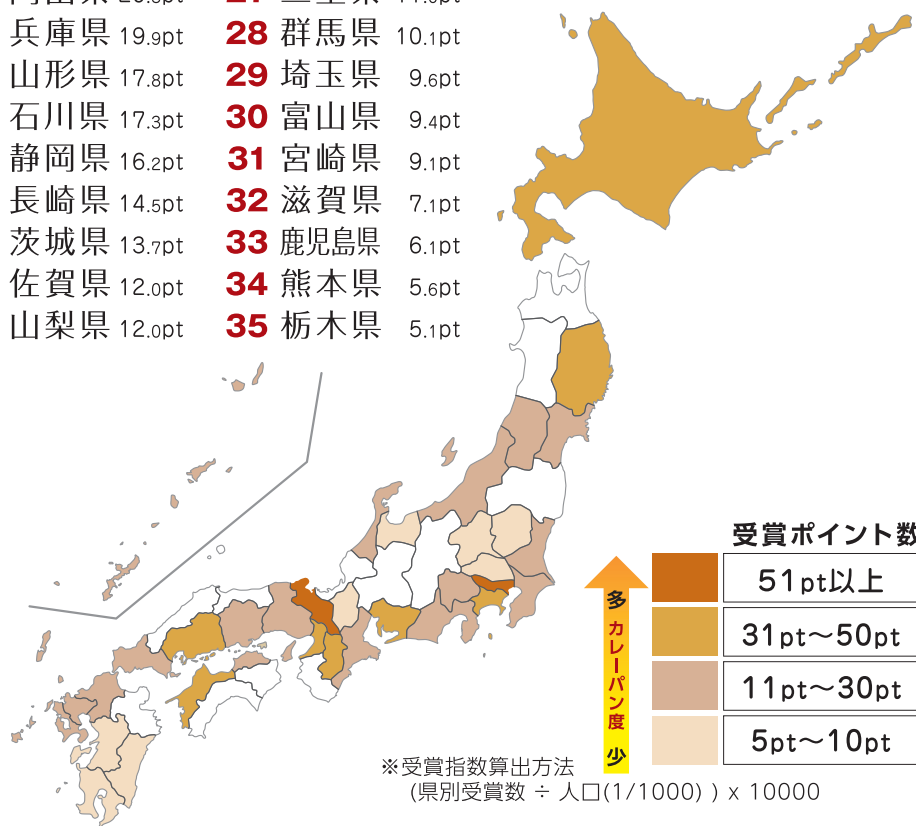 兵庫県 19.9pt 28 群馬県 10.1pt
山形県 17.8pt 29 埼玉県 9.6pt
石川県 17.3pt 30 富山県 9.4pt
静岡県 16.2pt 31 宮崎県 9.1pt
長崎県 14.5pt 32 滋賀県 7.1pt
茨城県 13.7pt 33 鹿児島県 6.1pt
佐賀県 12.0pt 34 熊本県 5.6pt
山梨県 12.0pt 35 栃木県 5.1pt
受賞ポイント数
51pt以上
31pt〜50pt
11pt〜30pt
5pt〜10pt
多
カレーパン度
少
※受賞指数算出方法
(県別受賞数 ÷ 人口(1/1000) ) x 10000